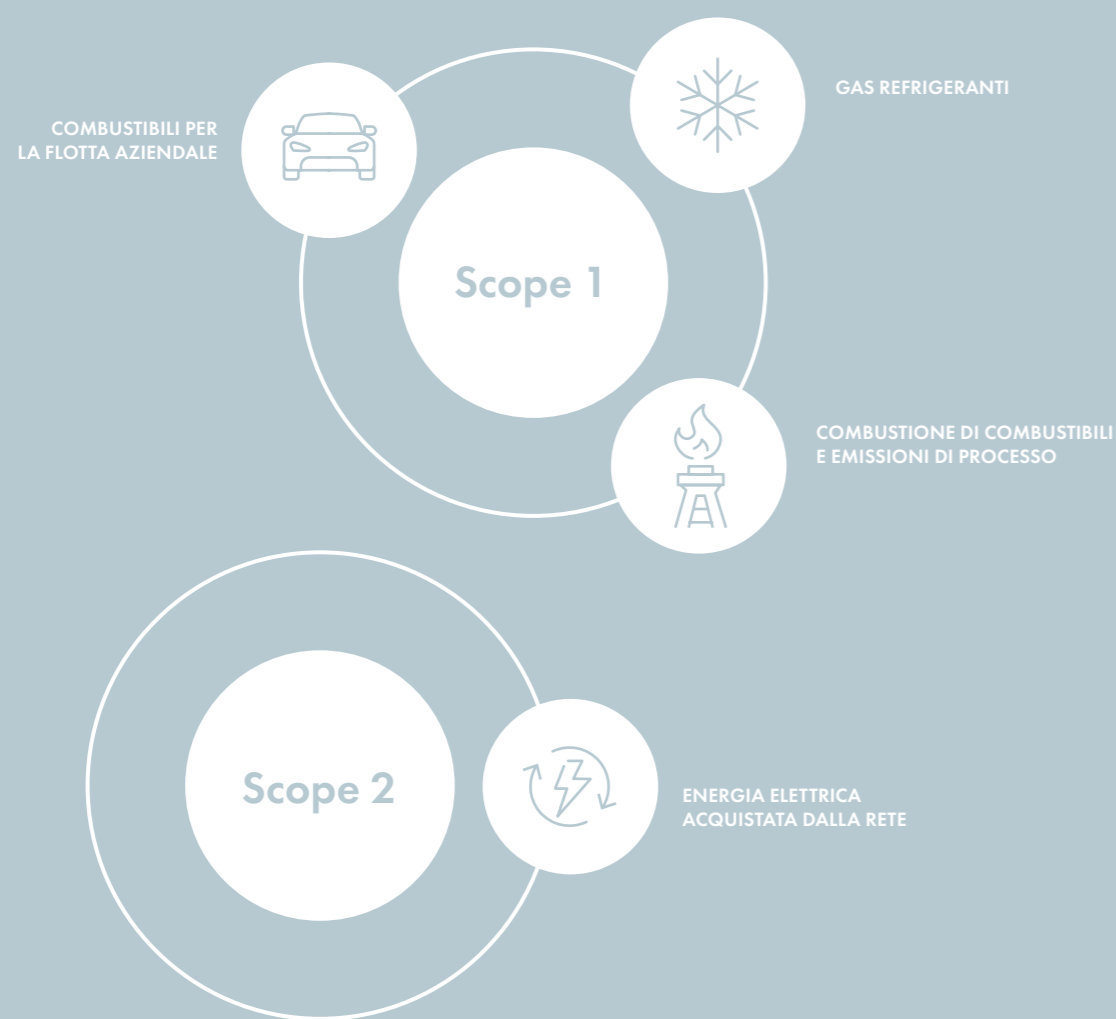 COMBUSTIBILI PER
LA FLOTTA AZIENDALE
GAS REFRIGERANTI
Scope 1
COMBUSTIONE DI COMBUSTIBILI
E EMISSIONI DI PROCESSO
Scope 2
ENERGIA ELETTRICA
ACQUISTATA DALLA RETE